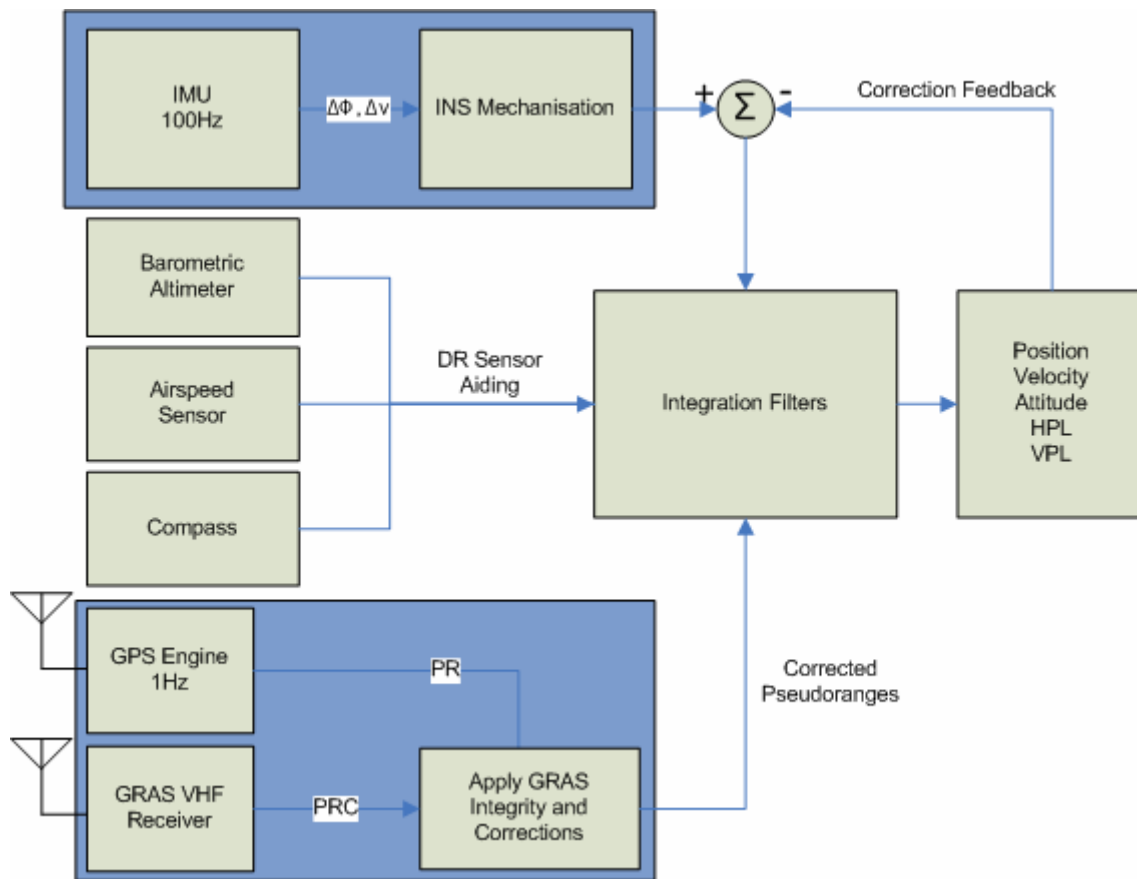 IMU
100Hz
ΔΦ, Δv
INS Mechanisation
+
Σ
-
Correction Feedback
Barometric
Altimeter
Airspeed
Sensor
Compass
DR Sensor
Aiding
Integration Filters
Position
Velocity
Attitude
HPL
VPL
GPS Engine
1Hz
PR
Corrected
Pseudoranges
GRAS VHF
Receiver
PRC
Apply GRAS
Integrity and
Corrections